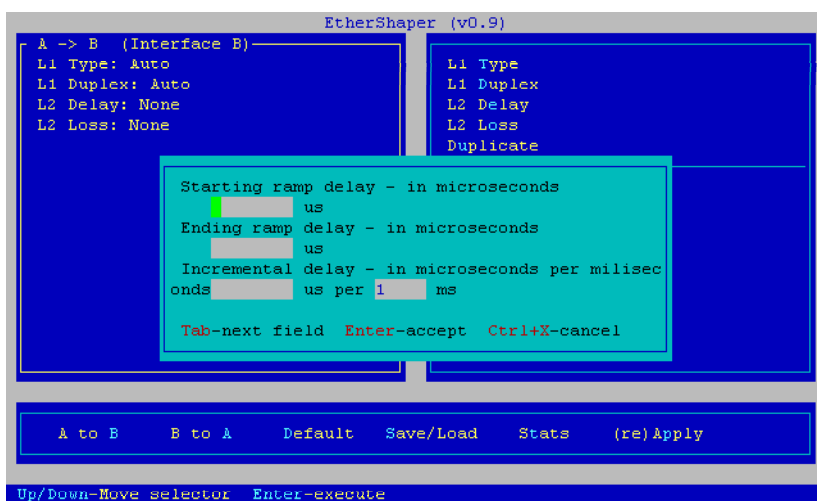 EtherShaper (v0.9)
A -> B (Interface B)
L1 Type: Auto
L1 Duplex: Auto
L2 Delay: None
L2 Loss: None
L1 Type
L1 Duplex
L2 Delay
L2 Loss
Duplicate
Starting ramp delay - in microseconds
us
Ending ramp delay - in microseconds
us
Incremental delay - in microseconds per milisec
onds us per 1 ms
Tab-next field Enter-accept Ctrl+X-cancel
A to B B to A Default Save/Load Stats (re)Apply
Up/Down-Move selector Enter-execute